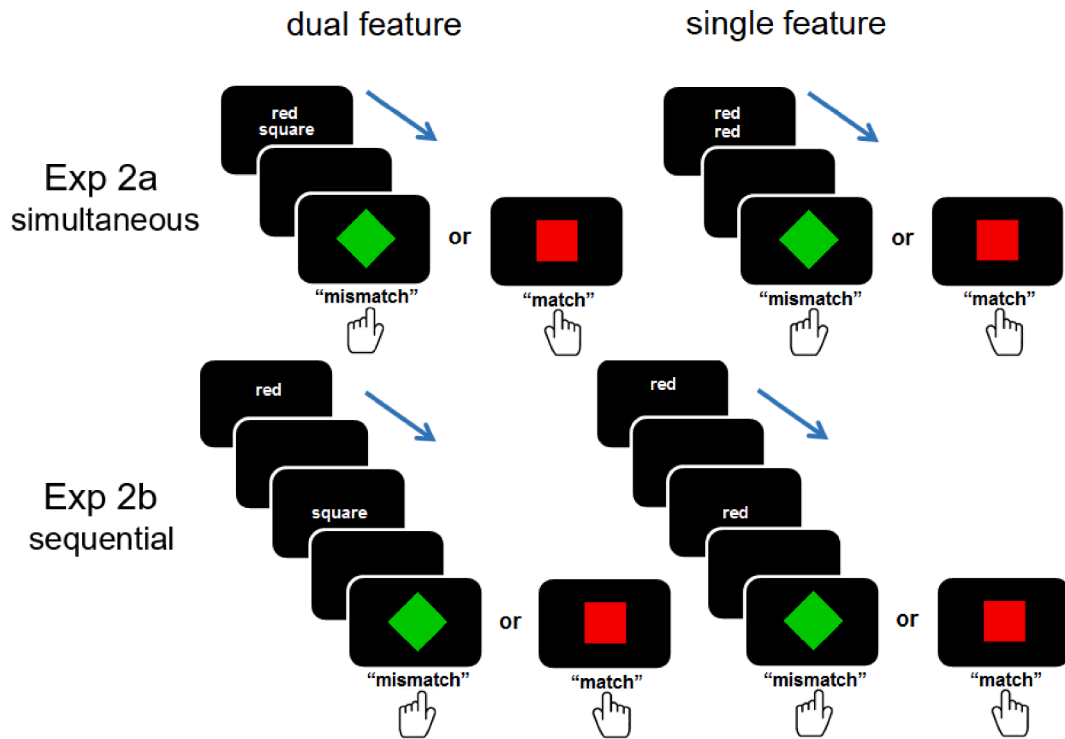 dual feature
single feature
Exp 2a
simultaneous
red
square
or
“mismatch”
“match”
red
red
or
“mismatch”
“match”
Exp 2b
sequential
red
square
or
“mismatch”
“match”
red
red
or
“mismatch”
“match”